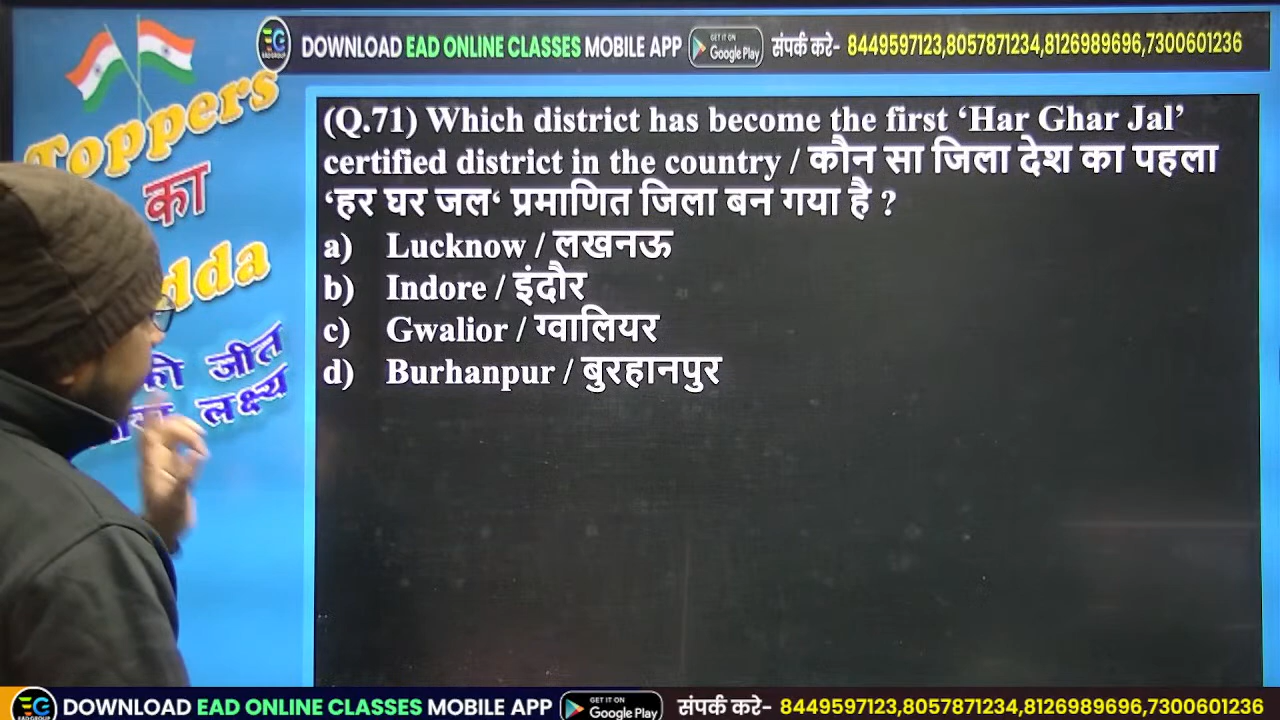 DOWNLOAD EAD ONLINE CLASSES MOBILE APP GET IT ON Google Play संपर्क करे- 8449597123,8057871234,8126989696,7300601236
Toppers
का
dda
की जीत
लक्ष्य
(Q.71) Which district has become the first ‘Har Ghar Jal’
certified district in the country / कौन सा जिला देश का पहला
‘हर घर जल‘ प्रमाणित जिला बन गया है ?
a) Lucknow / लखनऊ
b) Indore / इंदौर
c) Gwalior / ग्वालियर
d) Burhanpur / बुरहानपुर
EG DOWNLOAD EAD ONLINE CLASSES MOBILE APP GET IT ON Google Play संपर्क करे- 8449597123,8057871234,8126989696,7300601236